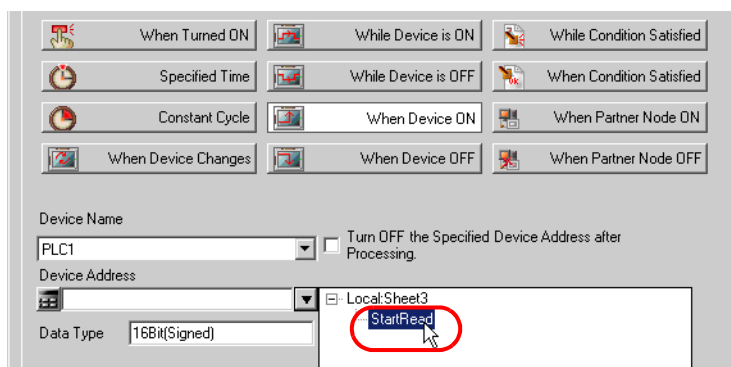 When Turned ON
While Device is ON
While Condition Satisfied
Specified Time
While Device is OFF
When Condition Satisfied
Constant Cycle
When Device ON
When Partner Node ON
When Device Changes
When Device OFF
When Partner Node OFF
Device Name
PLC1
Turn OFF the Specified Device Address after
Processing.
Device Address
Local:Sheet3
StartRead
Data Type
16Bit(Signed)